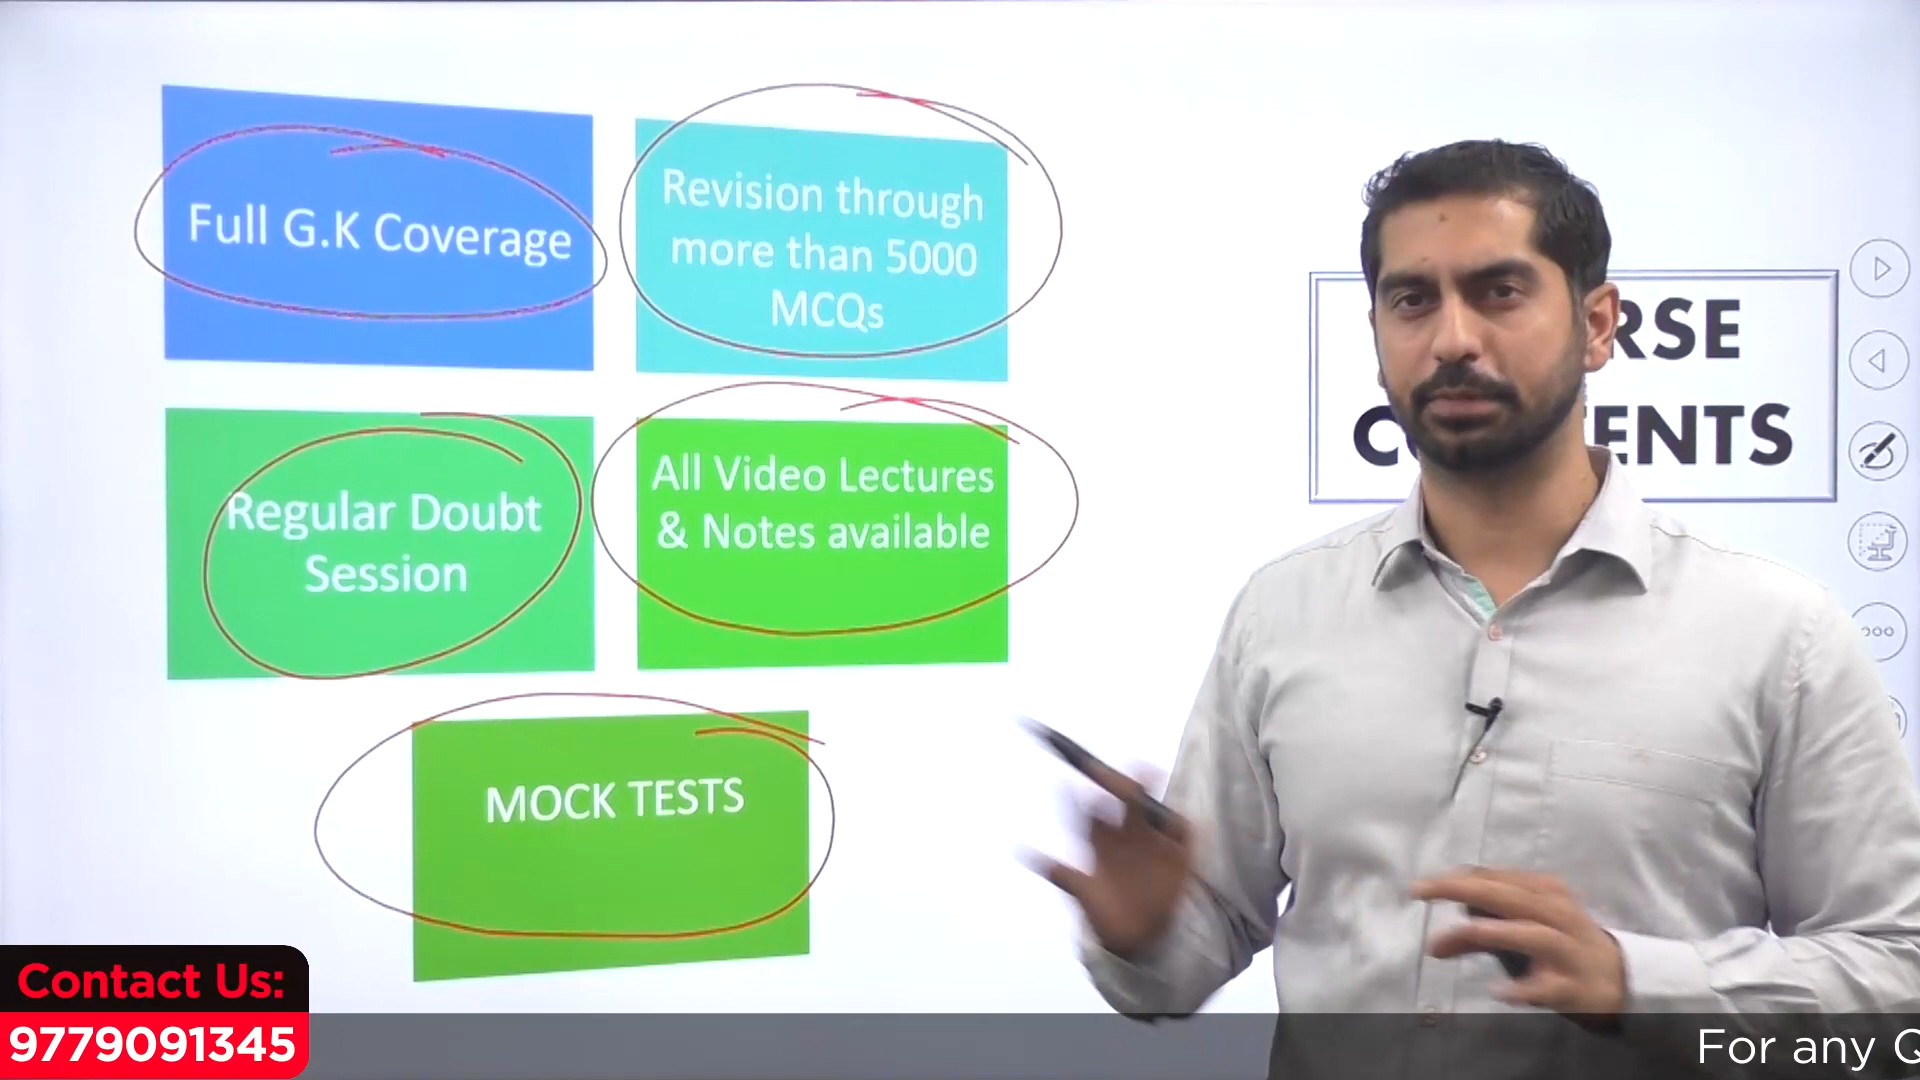 Full G.K Coverage
Revision through
more than 5000
MCQs
Regular Doubt
Session
All Video Lectures
& Notes available
MOCK TESTS
RSE
ENTS
Contact Us:
9779091345
For any